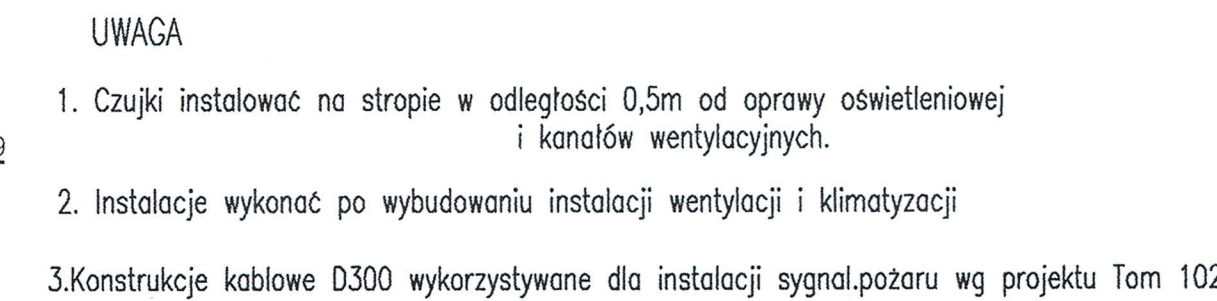 UWAGA
1. Czujki instalować na stropie w odległości 0,5m od oprawy oświetleniowej
i kanałów wentylacyjnych.
2. Instalacje wykonać po wybudowaniu instalacji wentylacji i klimatyzacji
3.Konstrukcje kablowe D300 wykorzystywane dla instalacji sygnal.pożaru wg projektu Tom 102